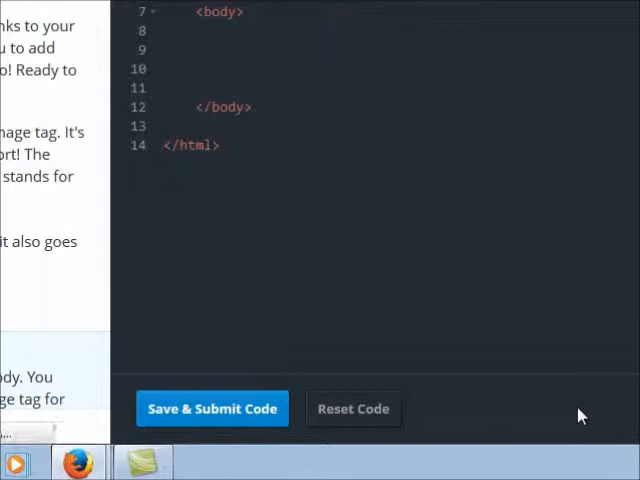 nks to your
u to add
o! Ready to
mage tag. It's
ort! The
stands for
it also goes
ody. You
ge tag for
...
7 <body>
8
9
10
11
12 </body>
13
14 </html>
Save & Submit Code
Reset Code